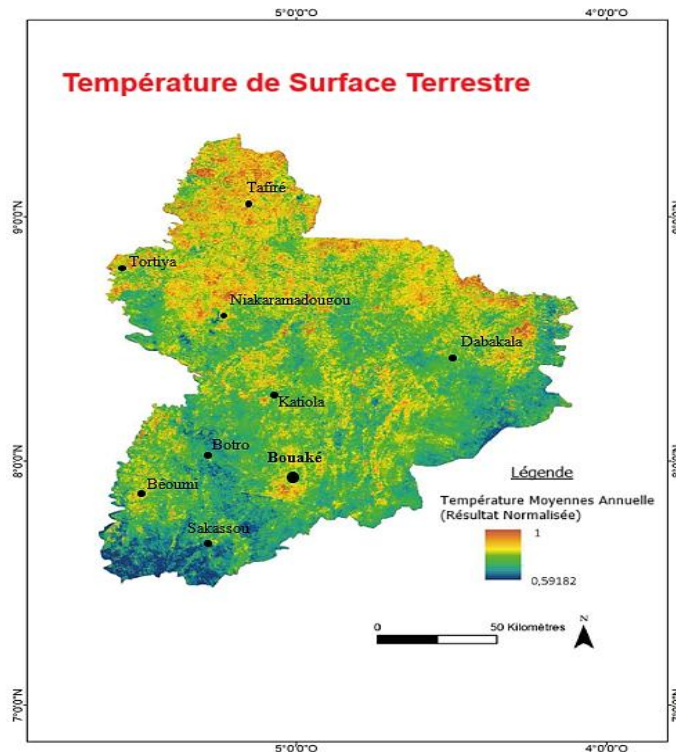 5°0'0"O 4°0'0"O
Température de Surface Terrestre
Tafiré
9°0'0"N
Tortiya
Niakaramadougou
Dabakala
Katiola
Botro
8°0'0"N
Bouaké
Légende
Bêoumi
Température Moyennes Annuelle
(Résultat Normalisée)
Sakassou
1
0,59182
N
0 50 Kilomètres
7°0'0"N
5°0'0"O 4°0'0"O